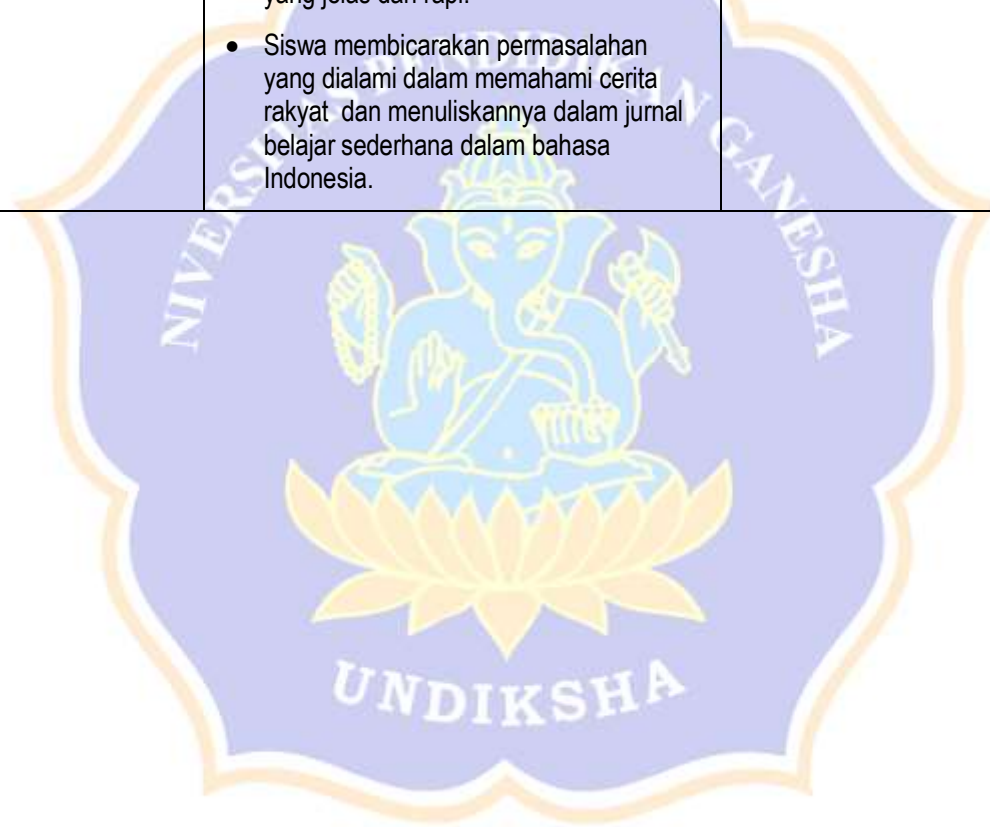 yang jelas dan rapi.
• Siswa membicarakan permasalahan
yang dialami dalam memahami cerita
rakyat dan menuliskannya dalam jurnal
belajar sederhana dalam bahasa
Indonesia.
NIVERSITAS PENDIDIKAN GANESHA
UNDIKSHA